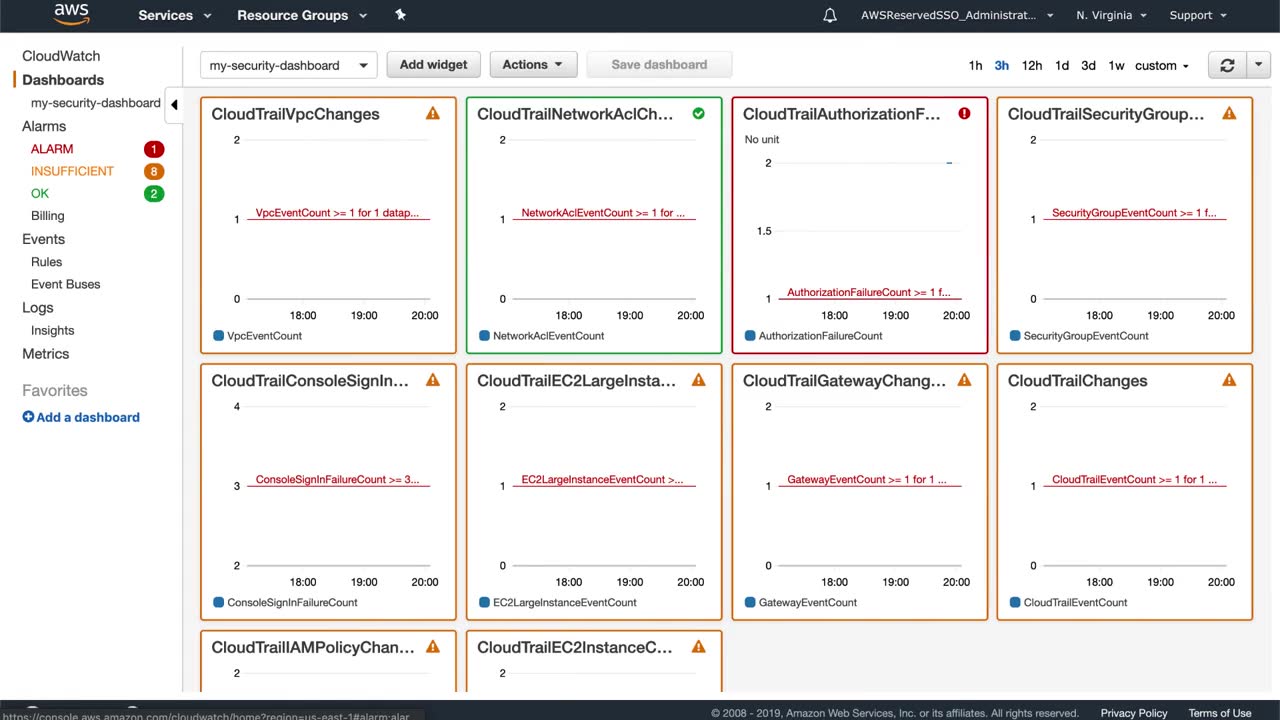 aws
Services
Resource Groups
AWSReservedSSO_Administrat...
N. Virginia
Support
CloudWatch
Dashboards
my-security-dashboard
Alarms
ALARM 1
INSUFFICIENT 8
OK 2
Billing
Events
Rules
Event Buses
Logs
Insights
Metrics
Favorites
Add a dashboard
my-security-dashboard
Add widget
Actions
Save dashboard
1h 3h 12h 1d 3d 1w custom
CloudTrailVpcChanges
2
VpcEventCount >= 1 for 1 datap...
1
0
18:00 19:00 20:00
VpcEventCount
CloudTrailNetworkAclCh...
2
NetworkAclEventCount >= 1 for ...
1
0
18:00 19:00 20:00
NetworkAclEventCount
CloudTrailAuthorizationF...
No unit
2
1.5
AuthorizationFailureCount >= 1 f...
1
18:00 19:00 20:00
AuthorizationFailureCount
CloudTrailSecurityGroup...
2
SecurityGroupEventCount >= 1 f...
1
0
18:00 19:00 20:00
SecurityGroupEventCount
CloudTrailConsoleSignIn...
4
ConsoleSignInFailureCount >= 3...
3
2
18:00 19:00 20:00
ConsoleSignInFailureCount
CloudTrailEC2LargeInsta...
2
EC2LargeInstanceEventCount >...
1
0
18:00 19:00 20:00
EC2LargeInstanceEventCount
CloudTrailGatewayChang...
2
GatewayEventCount >= 1 for 1 ...
1
0
18:00 19:00 20:00
GatewayEventCount
CloudTrailChanges
2
CloudTrailEventCount >= 1 for 1 ...
1
0
18:00 19:00 20:00
CloudTrailEventCount
CloudTrailIAMPolicyChan...
2
CloudTrailEC2InstanceC...
2
https://console.aws.amazon.com/cloudwatch/home?region=us-east-1#alarm:alar
© 2008 - 2019, Amazon Web Services, Inc. or its affiliates. All rights reserved.
Privacy Policy
Terms of Use